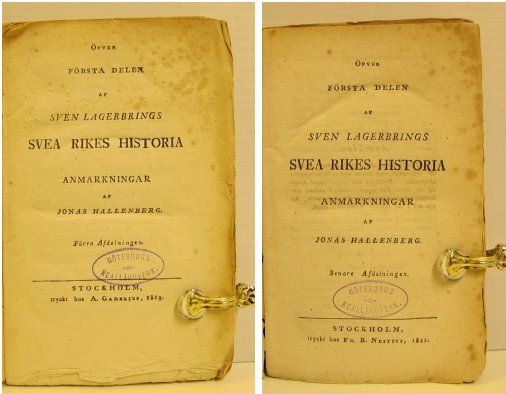 ÖFVER
FÖRSTA DELEN
AF
SVEN LAGERBRINGS
SVEA RIKES HISTORIA
ANMÄRKNINGAR
AF
JONAS HALLENBERG.
Förra Afdelningen.
GÖTEBORGS
REALLÄROVERK.
STOCKHOLM,
tryckt hos A. GADELIUS, 1819.
ÖFVER
FÖRSTA DELEN
AF
SVEN LAGERBRINGS
SVEA RIKES HISTORIA
ANMÄRKNINGAR
AF
JONAS HALLENBERG.
Senare Afdelningen.
GÖTEBORGS
REALLÄROVERK.
STOCKHOLM,
tryckt hos FR. B. NESTIUS, 1822.